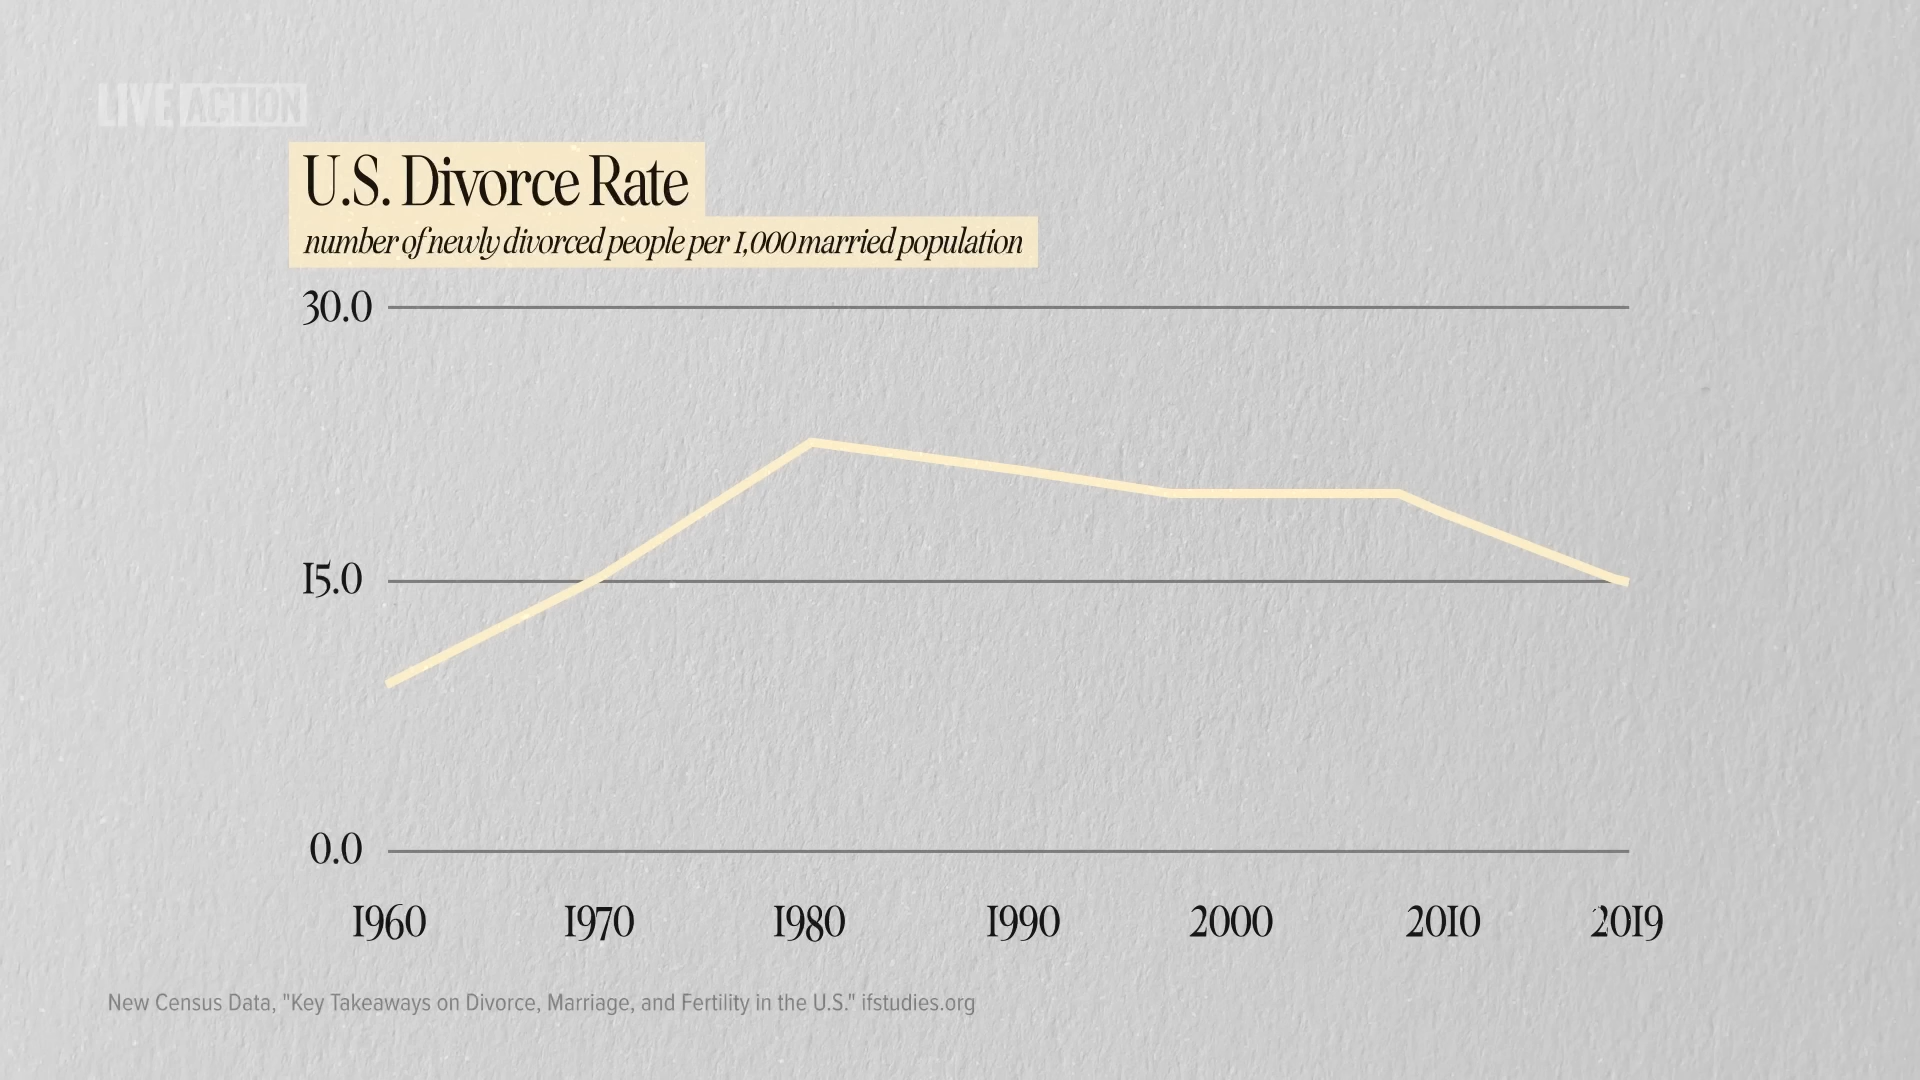 LIVE ACTION
U.S. Divorce Rate
number of newly divorced people per 1,000 married population
30.0
15.0
0.0
1960 1970 1980 1990 2000 2010 2019
New Census Data, "Key Takeaways on Divorce, Marriage, and Fertility in the U.S." ifstudies.org